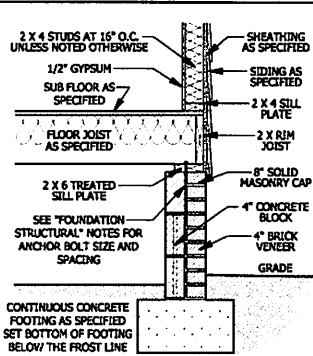 2 X 4 STUDS AT 16" O.C.
UNLESS NOTED OTHERWISE
1/2" GYPSUM
SUB FLOOR AS
SPECIFIED
FLOOR JOIST
AS SPECIFIED
2 X 6 TREATED
SILL PLATE
SEE "FOUNDATION
STRUCTURAL" NOTES FOR
ANCHOR BOLT SIZE AND
SPACING
CONTINUOUS CONCRETE
FOOTING AS SPECIFIED
SET BOTTOM OF FOOTING
BELOW THE FROST LINE
SHEATHING
AS SPECIFIED
SIDING AS
SPECIFIED
2 X 4 SILL
PLATE
2 X RIM
JOIST
8" SOLID
MASONRY CAP
4" CONCRETE
BLOCK
4" BRICK
VENEER
GRADE